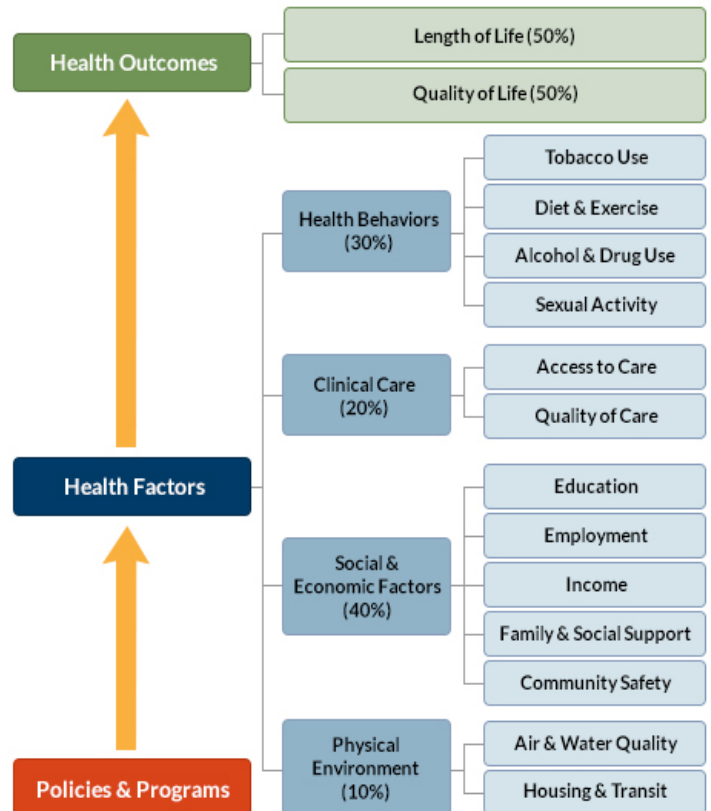 Health Outcomes
Length of Life (50%)
Quality of Life (50%)
Health Factors
Health Behaviors
(30%)
Tobacco Use
Diet & Exercise
Alcohol & Drug Use
Sexual Activity
Clinical Care
(20%)
Access to Care
Quality of Care
Social &
Economic Factors
(40%)
Education
Employment
Income
Family & Social Support
Community Safety
Physical
Environment
(10%)
Air & Water Quality
Housing & Transit
Policies & Programs